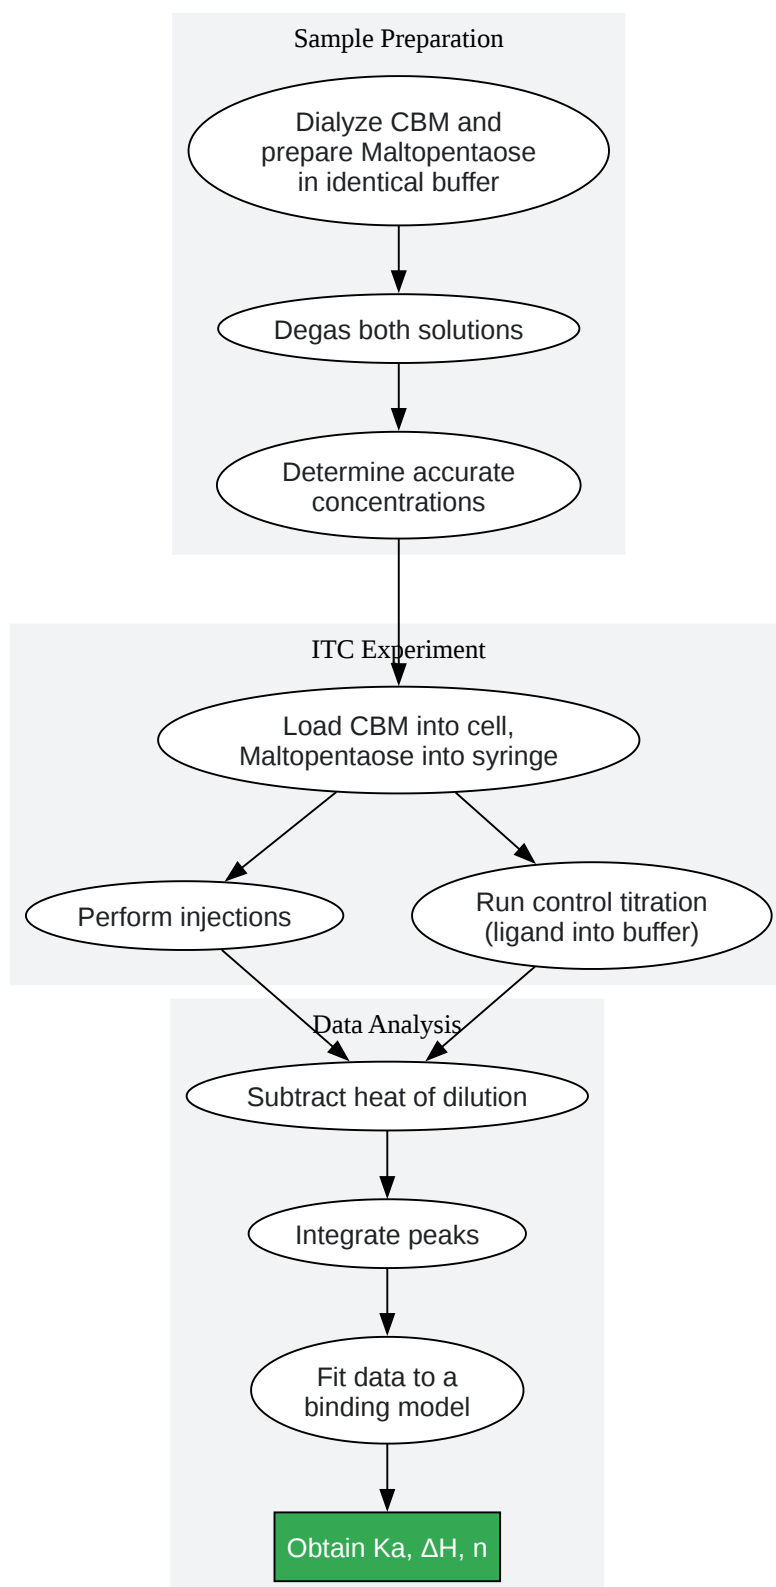 Sample Preparation
Dialyze CBM and
prepare Maltopentaose
in identical buffer
Degas both solutions
Determine accurate
concentrations
ITC Experiment
Load CBM into cell,
Maltopentaose into syringe
Perform injections
Run control titration
(ligand into buffer)
Data Analysis
Subtract heat of dilution
Integrate peaks
Fit data to a
binding model
Obtain Ka, ΔH, n